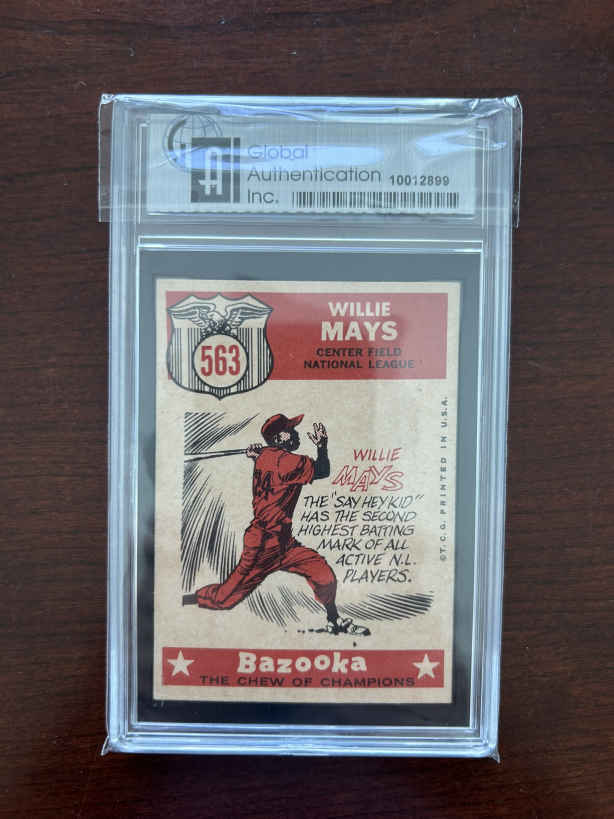 Global
Authentication
Inc.
10012899
563
WILLIE
MAYS
CENTER FIELD
NATIONAL LEAGUE
WILLIE
MAYS
THE "SAY HEY KID"
HAS THE SECOND
HIGHEST BATTING
MARK OF ALL
ACTIVE N.L.
PLAYERS.
©T.C.G. PRINTED IN U.S.A.
Bazooka
THE CHEW OF CHAMPIONS